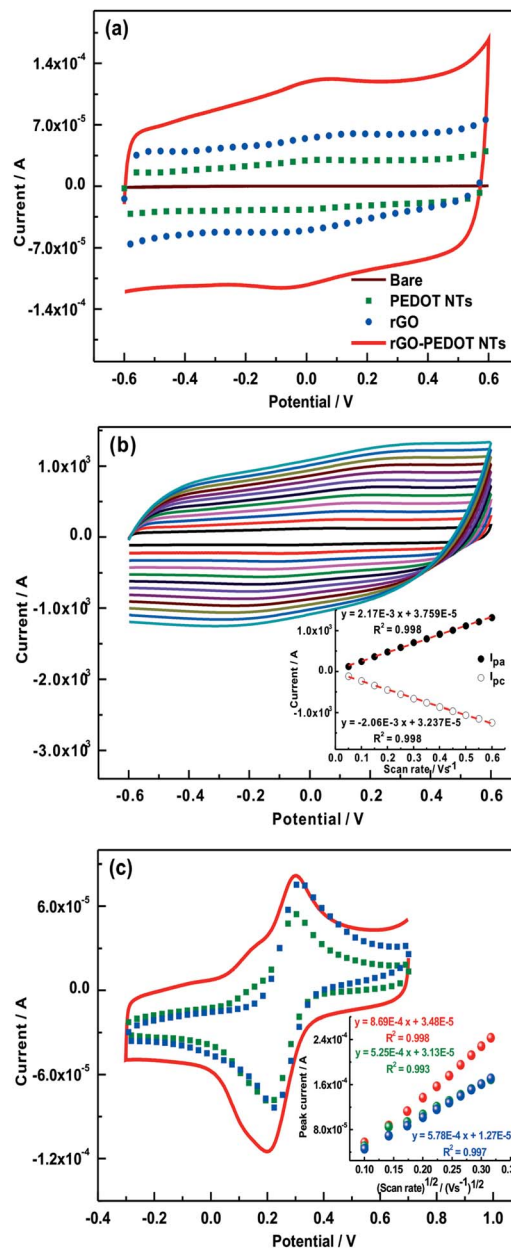 (a)
1.4x10⁻⁴
7.0x10⁻⁵
0.0
-7.0x10⁻⁵
-1.4x10⁻⁴
Current / A
Bare
PEDOT NTs
rGO
rGO-PEDOT NTs
-0.6 -0.4 -0.2 0.0 0.2 0.4 0.6
Potential / V
(b)
1.0x10³
0.0
-1.0x10³
-2.0x10³
-3.0x10³
Current / A
y = 2.17E-3 x + 3.759E-5
R² = 0.998
1.0x10³
0.0
-1.0x10³
Current / A
Ipa
Ipc
y = -2.06E-3 x + 3.237E-5
R² = 0.998
0.0 0.1 0.2 0.3 0.4 0.5 0.6
Scan rate / Vs⁻¹
-0.6 -0.4 -0.2 0.0 0.2 0.4 0.6
Potential / V
(c)
6.0x10⁻⁵
0.0
-6.0x10⁻⁵
-1.2x10⁻⁴
Current / A
y = 8.69E-4 x + 3.48E-5
R² = 0.998
y = 5.25E-4 x + 3.13E-5
R² = 0.993
y = 5.78E-4 x + 1.27E-5
R² = 0.997
2.4x10⁻⁴
1.6x10⁻⁴
8.0x10⁻⁵
Peak current / A
0.10 0.15 0.20 0.25 0.30 0.35
(Scan rate)¹/² / (Vs⁻¹)¹/²
-0.4 -0.2 0.0 0.2 0.4 0.6 0.8 1.0
Potential / V